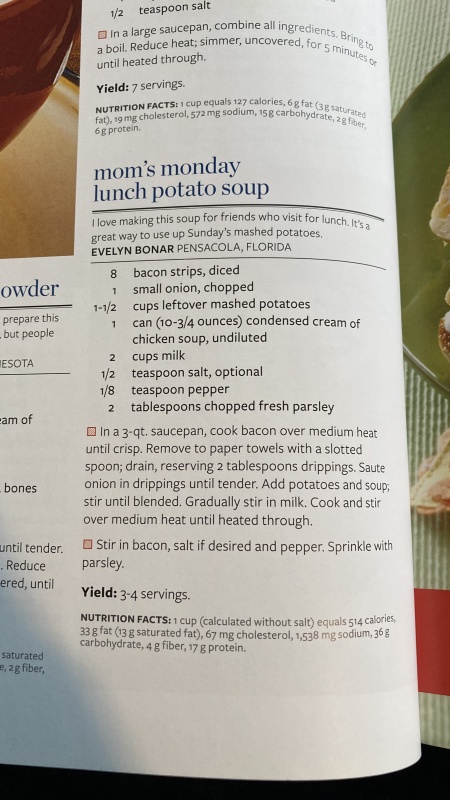 1/2 teaspoon salt
In a large saucepan, combine all ingredients. Bring to
a boil. Reduce heat; simmer, uncovered, for 5 minutes or
until heated through.
Yield: 7 servings.
NUTRITION FACTS: 1 cup equals 127 calories, 6 g fat (3 g saturated
fat), 19 mg cholesterol, 572 mg sodium, 15 g carbohydrate, 2 g fiber,
6 g protein.
mom's monday
lunch potato soup
I love making this soup for friends who visit for lunch. It's a
great way to use up Sunday's mashed potatoes.
EVELYN BONAR PENSACOLA, FLORIDA
8 bacon strips, diced
1 small onion, chopped
1-1/2 cups leftover mashed potatoes
1 can (10-3/4 ounces) condensed cream of
chicken soup, undiluted
2 cups milk
1/2 teaspoon salt, optional
1/8 teaspoon pepper
2 tablespoons chopped fresh parsley
In a 3-qt. saucepan, cook bacon over medium heat
until crisp. Remove to paper towels with a slotted
spoon; drain, reserving 2 tablespoons drippings. Saute
onion in drippings until tender. Add potatoes and soup;
stir until blended. Gradually stir in milk. Cook and stir
over medium heat until heated through.
Stir in bacon, salt if desired and pepper. Sprinkle with
parsley.
Yield: 3-4 servings.
NUTRITION FACTS: 1 cup (calculated without salt) equals 514 calories,
33 g fat (13 g saturated fat), 67 mg cholesterol, 1,538 mg sodium, 36 g
carbohydrate, 4 g fiber, 17 g protein.
owder
prepare this
, but people
ESOTA
eam of
bones
until tender.
. Reduce
ered, until
saturated
e, 2 g fiber,